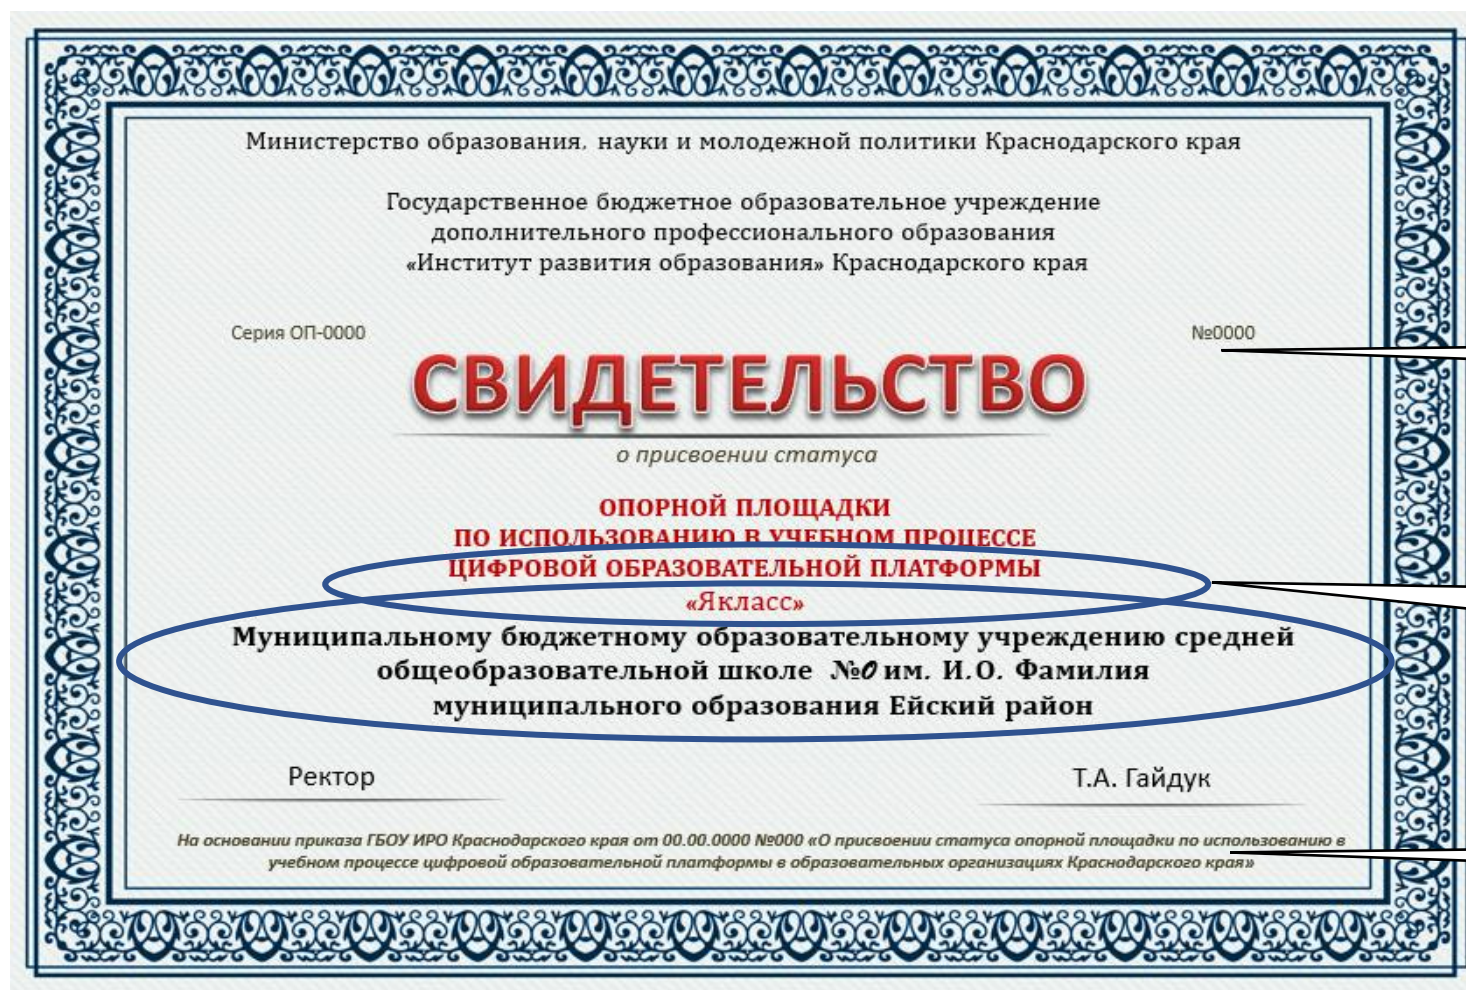 Министерство образования, науки и молодежной политики Краснодарского края
Государственное бюджетное образовательное учреждение
дополнительного профессионального образования
«Институт развития образования» Краснодарского края
Серия ОП-0000 №0000
СВИДЕТЕЛЬСТВО
о присвоении статуса
ОПОРНОЙ ПЛОЩАДКИ
ПО ИСПОЛЬЗОВАНИЮ В УЧЕБНОМ ПРОЦЕССЕ
ЦИФРОВОЙ ОБРАЗОВАТЕЛЬНОЙ ПЛАТФОРМЫ
«Якласс»
Муниципальному бюджетному образовательному учреждению средней
общеобразовательной школе №0 им. И.О. Фамилия
муниципального образования Ейский район
Ректор Т.А. Гайдук
На основании приказа ГБОУ ИРО Краснодарского края от 00.00.0000 №000 «О присвоении статуса опорной площадки по использованию в
учебном процессе цифровой образовательной платформы в образовательных организациях Краснодарского края»